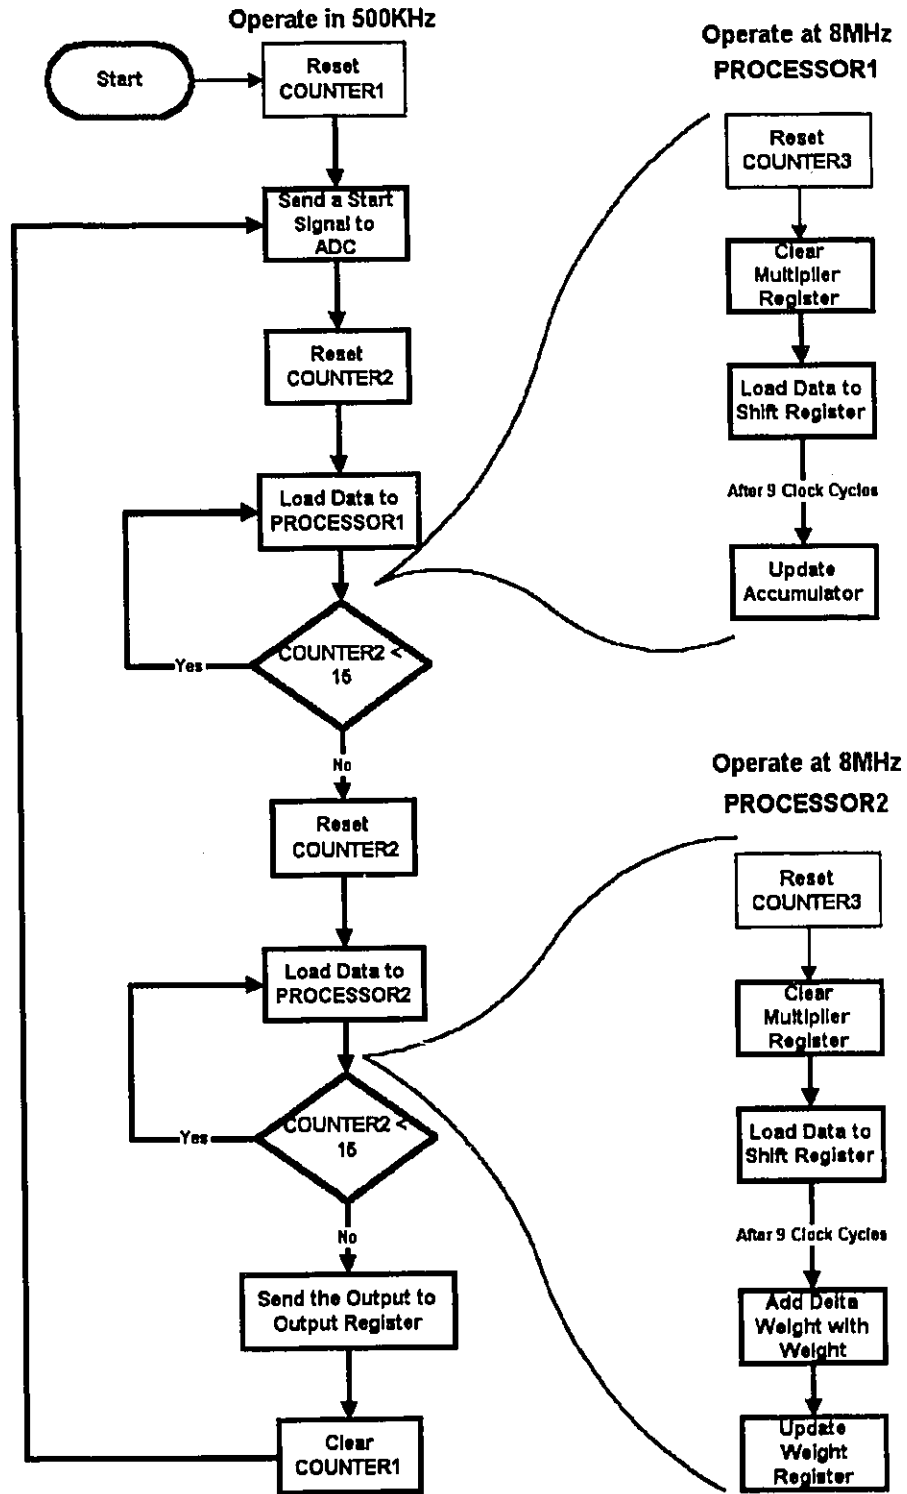 Operate in 500KHz
Start
Reset
COUNTER1
Send a Start
Signal to
ADC
Reset
COUNTER2
Load Data to
PROCESSOR1
COUNTER2 <
15
Yes
No
Reset
COUNTER2
Load Data to
PROCESSOR2
COUNTER2 <
15
Yes
No
Send the Output to
Output Register
Clear
COUNTER1
Operate at 8MHz
PROCESSOR1
Reset
COUNTER3
Clear
Multiplier
Register
Load Data to
Shift Register
After 9 Clock Cycles
Update
Accumulator
Operate at 8MHz
PROCESSOR2
Reset
COUNTER3
Clear
Multiplier
Register
Load Data to
Shift Register
After 9 Clock Cycles
Add Delta
Weight with
Weight
Update
Weight
Register